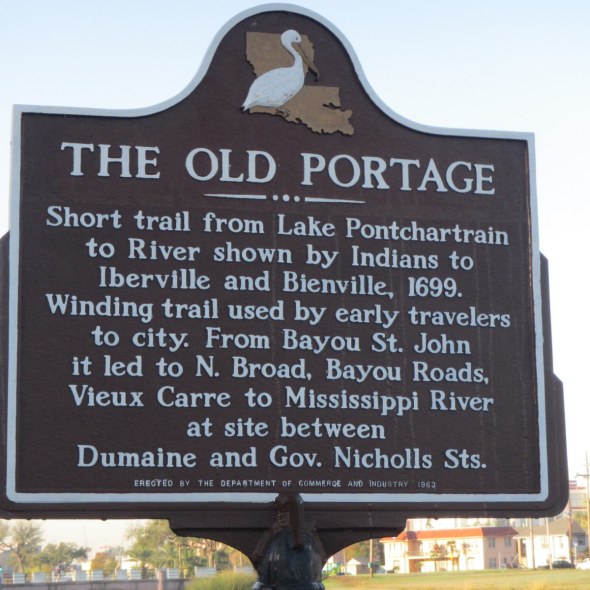 THE OLD PORTAGE
Short trail from Lake Pontchartrain
to River shown by Indians to
Iberville and Bienville, 1699.
Winding trail used by early travelers
to city. From Bayou St. John
it led to N. Broad, Bayou Roads,
Vieux Carre to Mississippi River
at site between
Dumaine and Gov. Nicholls Sts.
ERECTED BY THE DEPARTMENT OF COMMERCE AND INDUSTRY 1963